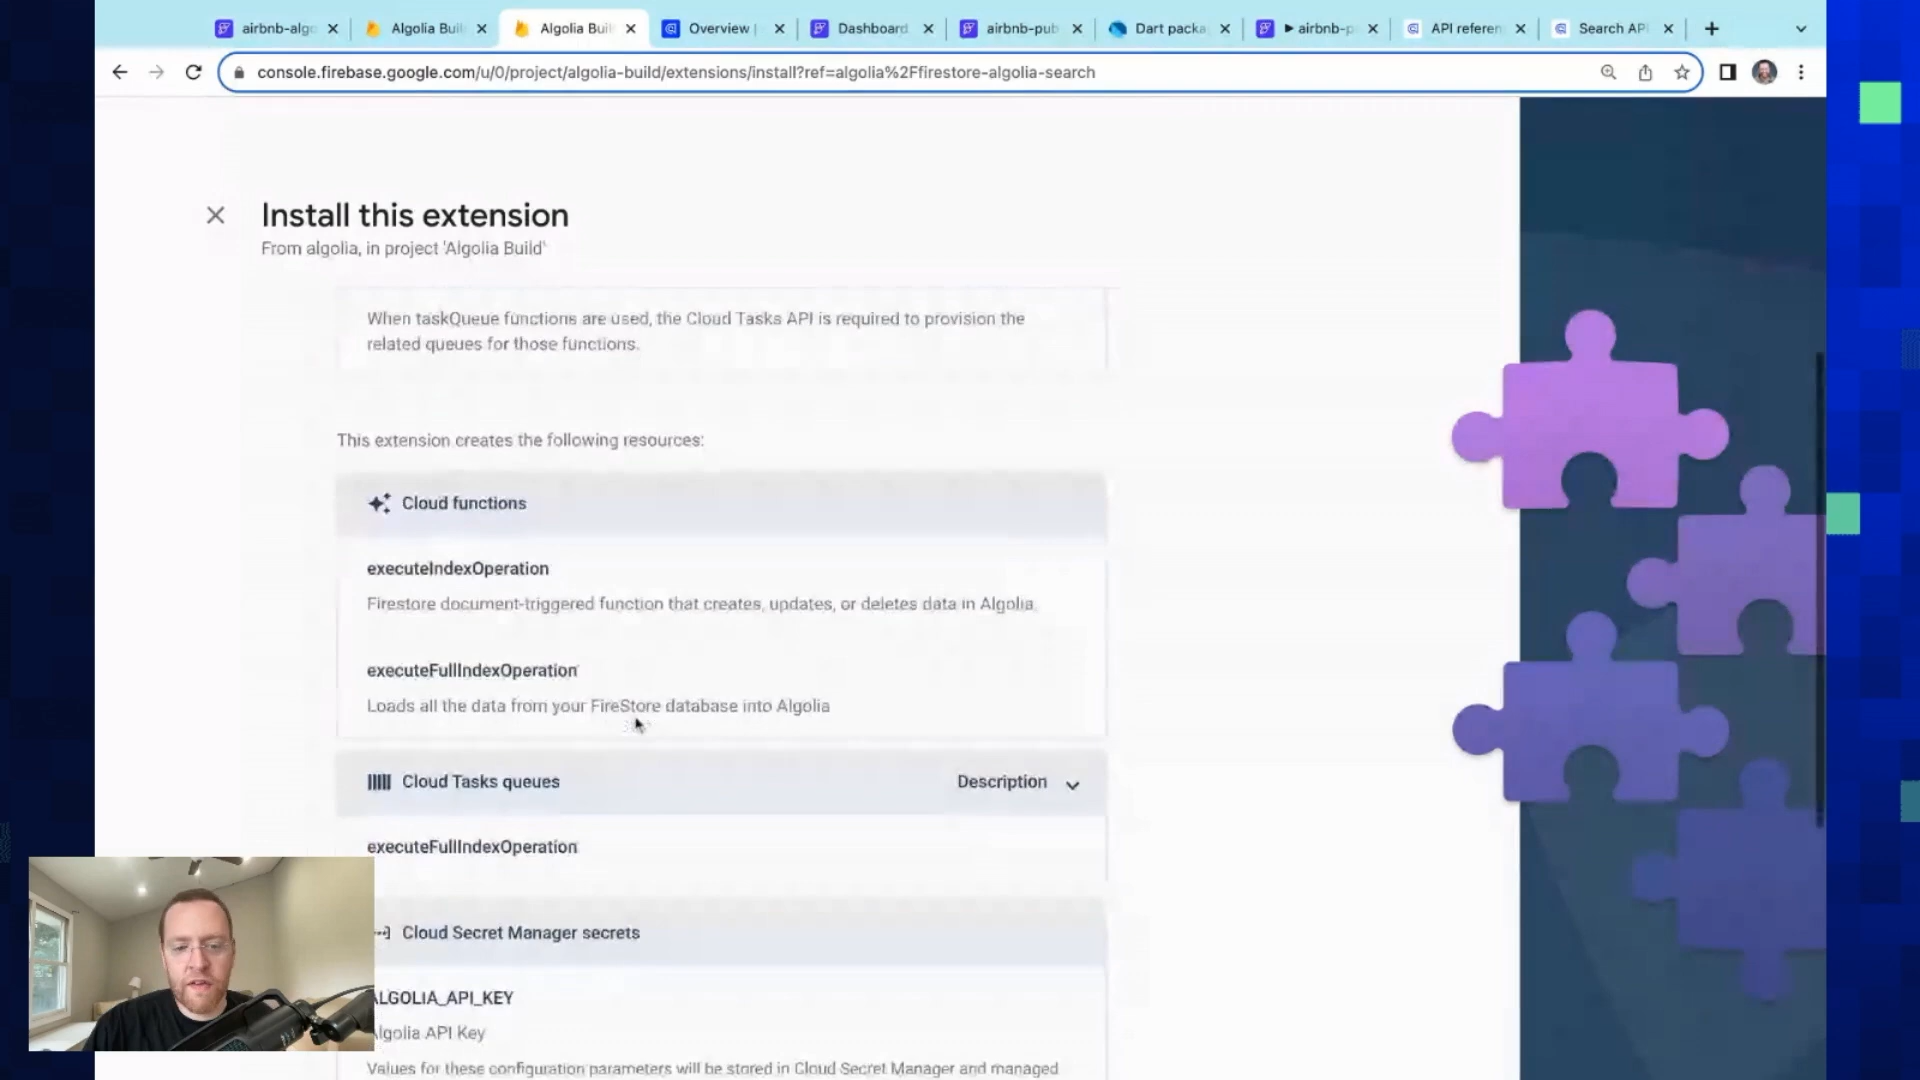 airbnb-algo
Algolia Buil
Algolia Buil
Overview |
Dashboard
airbnb-pub
Dart packa
airbnb-p
API referen
Search API
console.firebase.google.com/u/0/project/algolia-build/extensions/install?ref=algolia%2Ffirestore-algolia-search
Install this extension
From algolia, in project 'Algolia Build'
When taskQueue functions are used, the Cloud Tasks API is required to provision the
related queues for those functions.
This extension creates the following resources:
Cloud functions
executeIndexOperation
Firestore document-triggered function that creates, updates, or deletes data in Algolia.
executeFullIndexOperation
Loads all the data from your FireStore database into Algolia
Cloud Tasks queues
Description
executeFullIndexOperation
Cloud Secret Manager secrets
ALGOLIA_API_KEY
lgolia API Key
Values for these configuration parameters will be stored in Cloud Secret Manager and managed